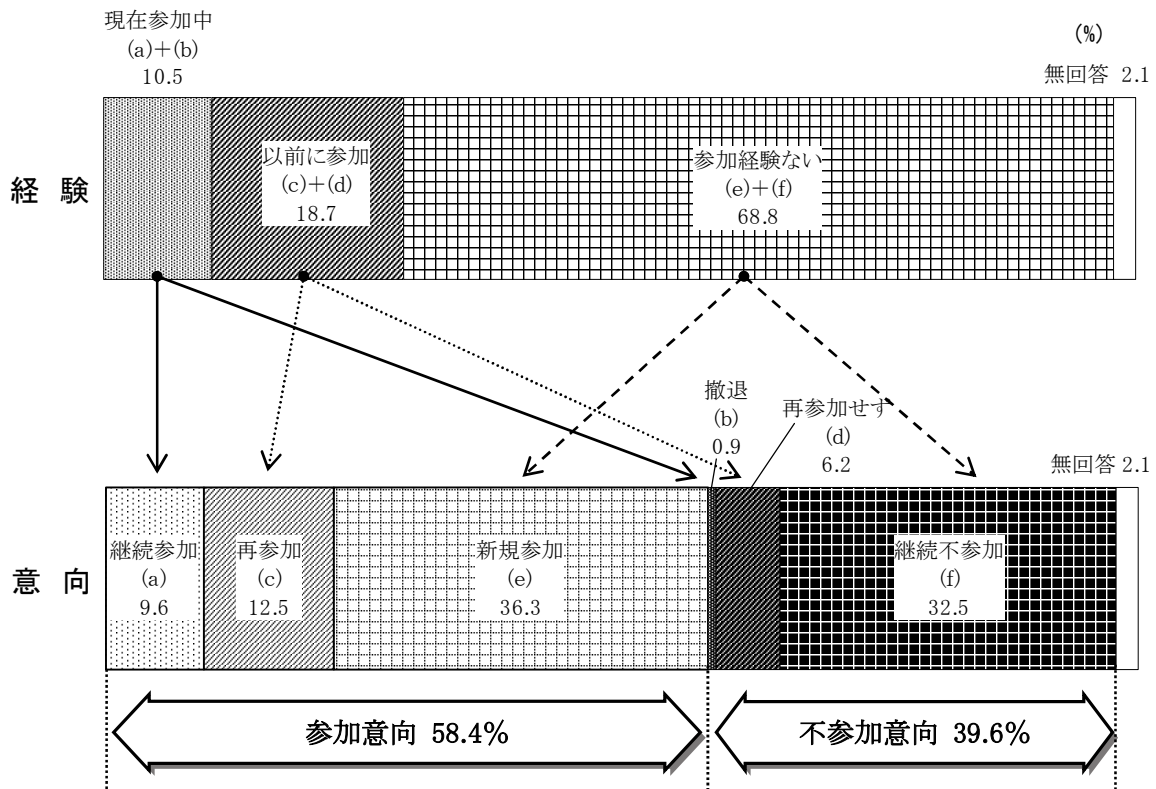 現在参加中
(a)+(b)
10.5
(%)
無回答 2.1
経 験
以前に参加
(c)+(d)
18.7
参加経験ない
(e)+(f)
68.8
撤退
(b)
0.9
再参加せず
(d)
6.2
無回答 2.1
意 向
継続参加
(a)
9.6
再参加
(c)
12.5
新規参加
(e)
36.3
継続不参加
(f)
32.5
参加意向 58.4%
不参加意向 39.6%